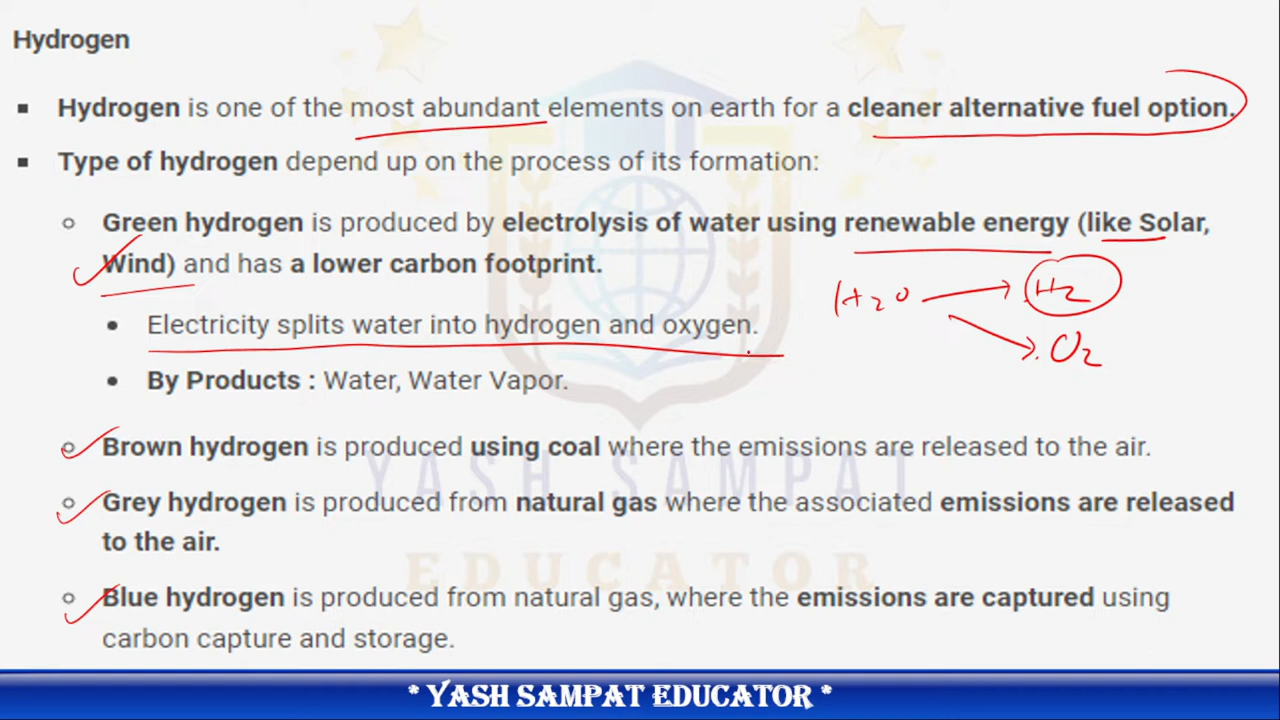 Hydrogen
▪ Hydrogen is one of the most abundant elements on earth for a cleaner alternative fuel option.
▪ Type of hydrogen depend up on the process of its formation:
○ Green hydrogen is produced by electrolysis of water using renewable energy (like Solar,
Wind) and has a lower carbon footprint.
H₂O → H₂
→ O₂
• Electricity splits water into hydrogen and oxygen.
• By Products : Water, Water Vapor.
○ Brown hydrogen is produced using coal where the emissions are released to the air.
○ Grey hydrogen is produced from natural gas where the associated emissions are released
to the air.
○ Blue hydrogen is produced from natural gas, where the emissions are captured using
carbon capture and storage.
YASH SAMPAT
EDUCATOR
* YASH SAMPAT EDUCATOR *